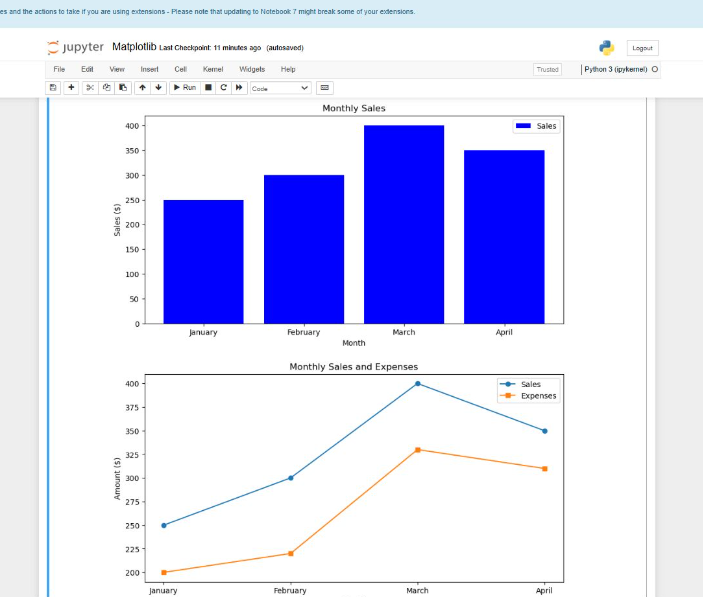 es and the actions to take if you are using extensions - Please note that updating to Notebook 7 might break some of your extensions.
jupyter Matplotlib Last Checkpoint: 11 minutes ago (autosaved)
Logout
File Edit View Insert Cell Kernel Widgets Help
Trusted
Python 3 (ipykernel)
Run
Code
Monthly Sales
Sales
400
350
300
250
200
150
100
50
0
Sales ($)
January February March April
Month
Monthly Sales and Expenses
Sales
Expenses
400
375
350
325
300
275
250
225
200
Amount ($)
January February March April